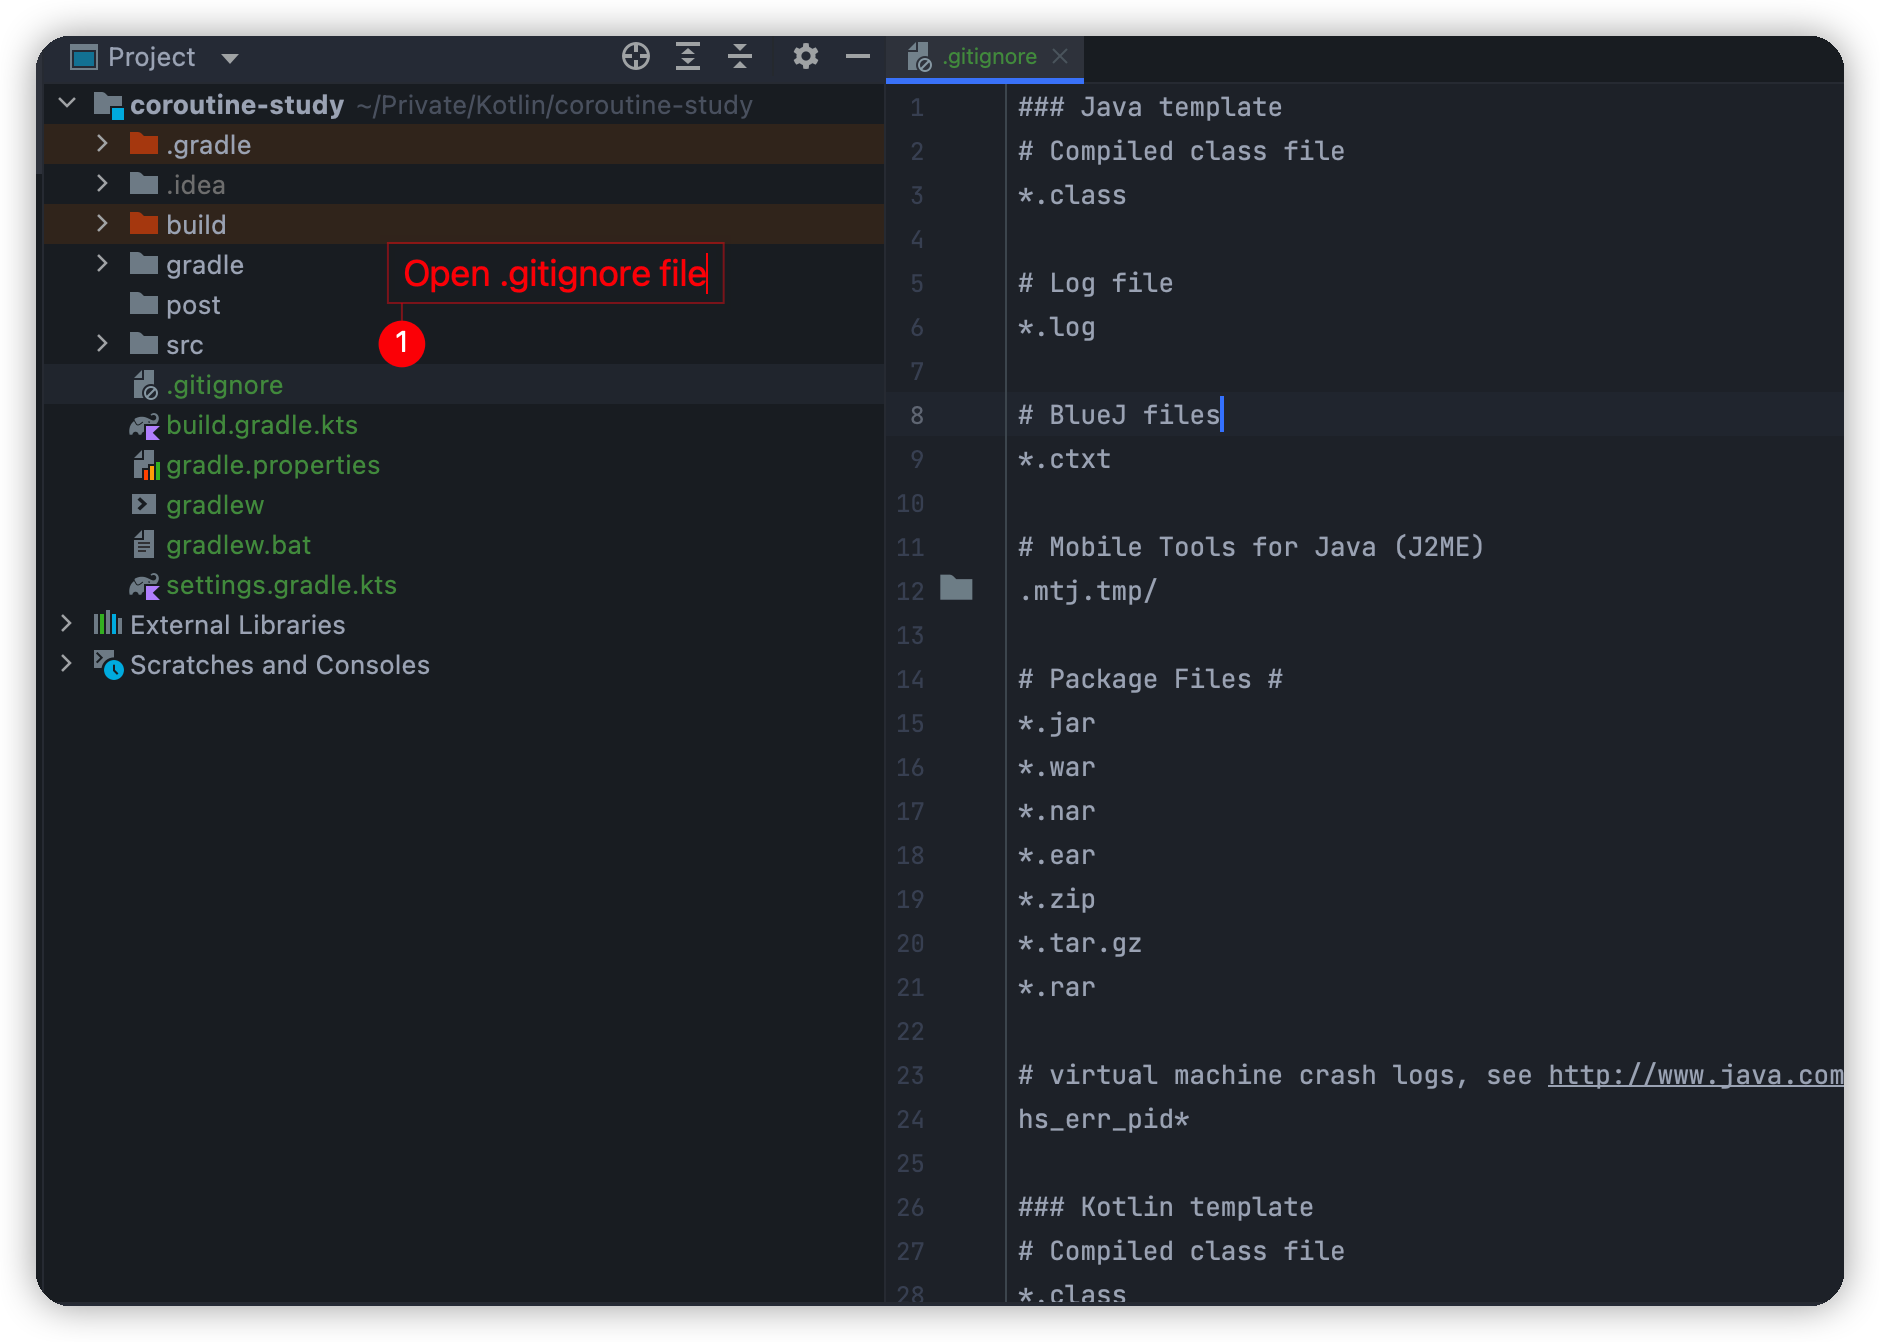 Project
coroutine-study ~/Private/Kotlin/coroutine-study
.gradle
.idea
build
gradle
post
src
.gitignore
build.gradle.kts
gradle.properties
gradlew
gradlew.bat
settings.gradle.kts
External Libraries
Scratches and Consoles
Open .gitignore file
1
.gitignore
1 ### Java template
2 # Compiled class file
3 *.class
4
5 # Log file
6 *.log
7
8 # BlueJ files
9 *.ctxt
10
11 # Mobile Tools for Java (J2ME)
12 .mtj.tmp/
13
14 # Package Files #
15 *.jar
16 *.war
17 *.nar
18 *.ear
19 *.zip
20 *.tar.gz
21 *.rar
22
23 # virtual machine crash logs, see http://www.java.com
24 hs_err_pid*
25
26 ### Kotlin template
27 # Compiled class file
28 *.class